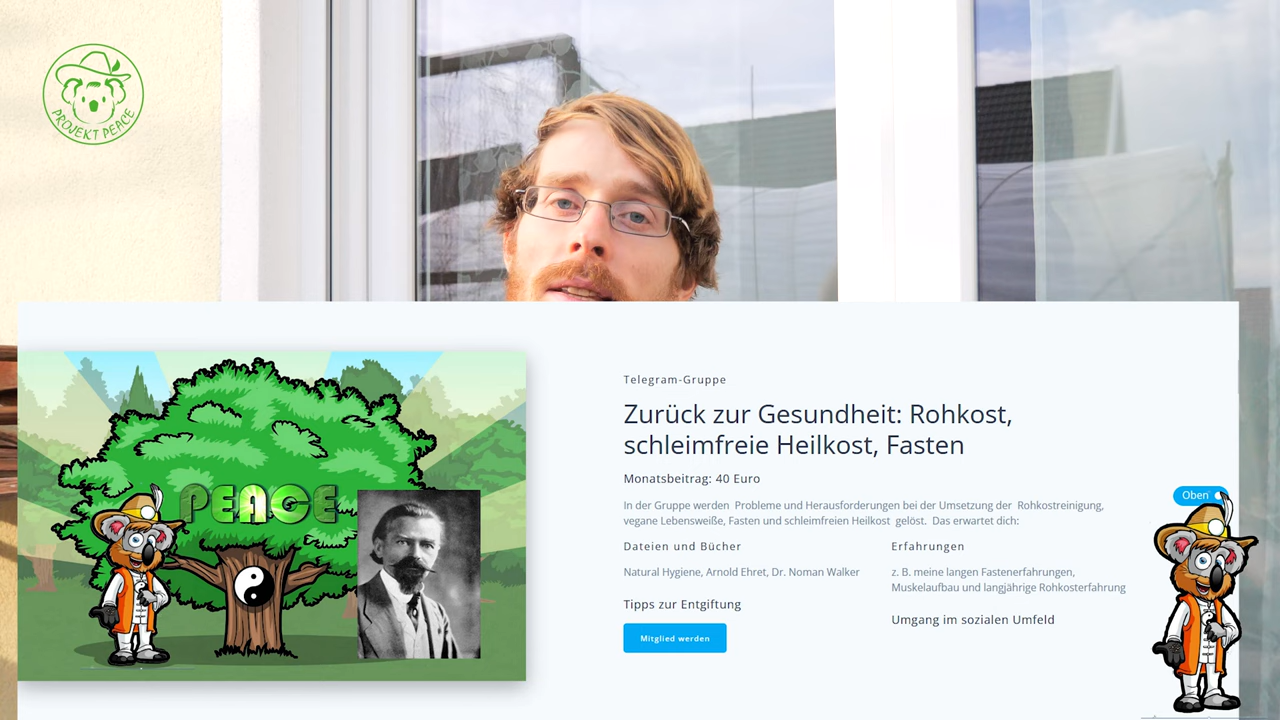 PROJEKT PEACE
Telegram-Gruppe
Zurück zur Gesundheit: Rohkost,
schleimfreie Heilkost, Fasten
Monatsbeitrag: 40 Euro
In der Gruppe werden Probleme und Herausforderungen bei der Umsetzung der Rohkostreinigung,
vegane Lebensweiße, Fasten und schleimfreien Heilkost gelöst. Das erwartet dich:
Dateien und Bücher
Natural Hygiene, Arnold Ehret, Dr. Noman Walker
Tipps zur Entgiftung
Mitglied werden
Erfahrungen
z. B. meine langen Fastenerfahrungen,
Muskelaufbau und langjährige Rohkosterfahrung
Umgang im sozialen Umfeld
PEACE
Oben